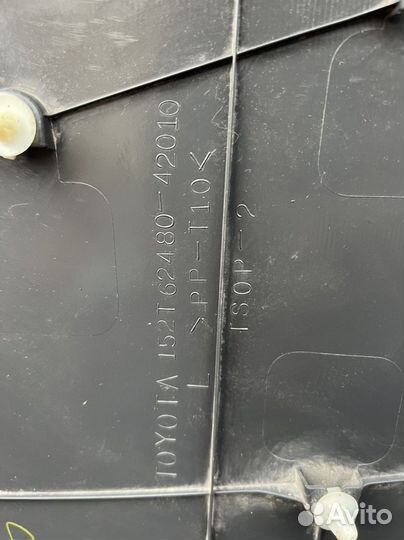 TOYOTA 152T 62480-42010
L >PP-T10<
TSOP-2
Avito